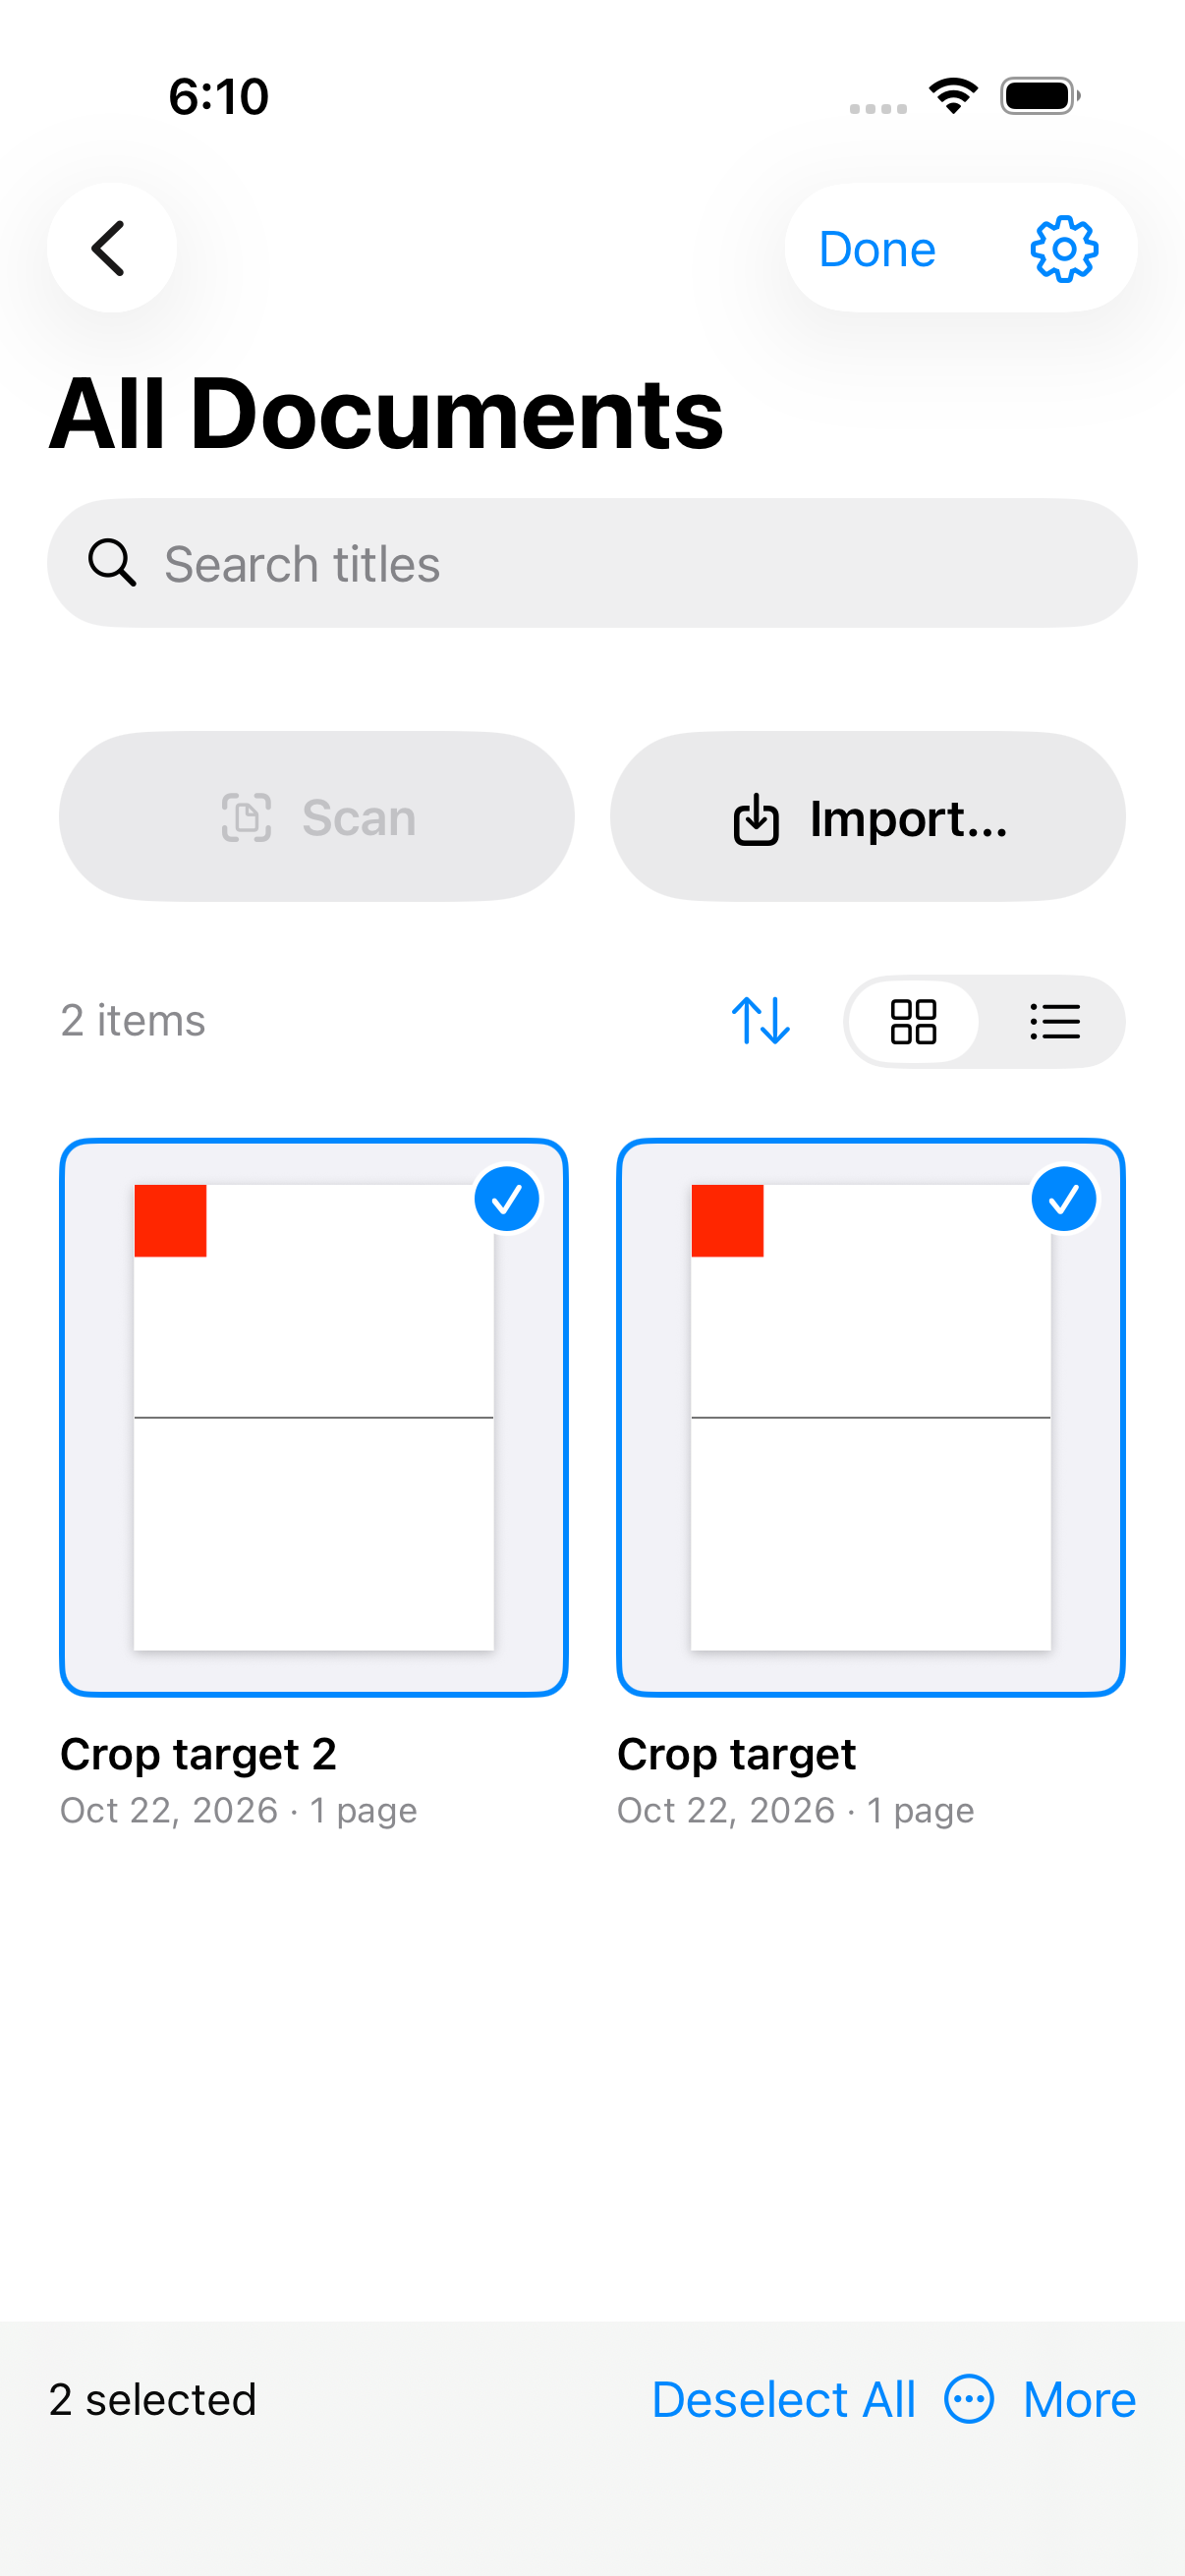 6:10
Done
All Documents
Search titles
Scan
Import...
2 items
Crop target 2
Oct 22, 2026 · 1 page
Crop target
Oct 22, 2026 · 1 page
2 selected
Deselect All
More